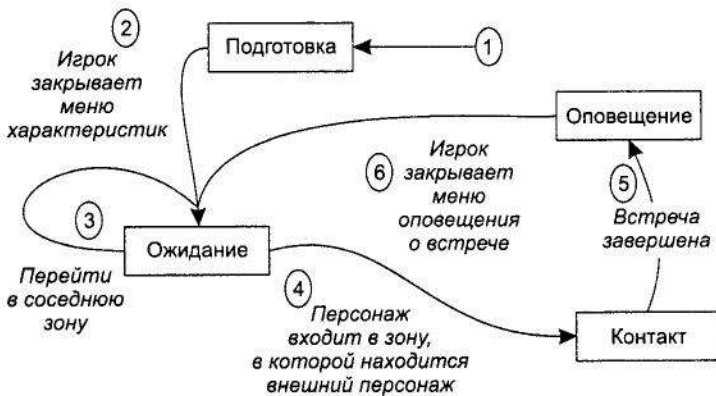 2
Игрок
закрывает
меню
характеристик
Подготовка
1
Оповещение
6
Игрок
закрывает
меню
оповещения
о встрече
5
Встреча
завершена
3
Ожидание
Перейти
в соседнюю
зону
4
Персонаж
входит в зону,
в которой находится
внешний персонаж
Контакт